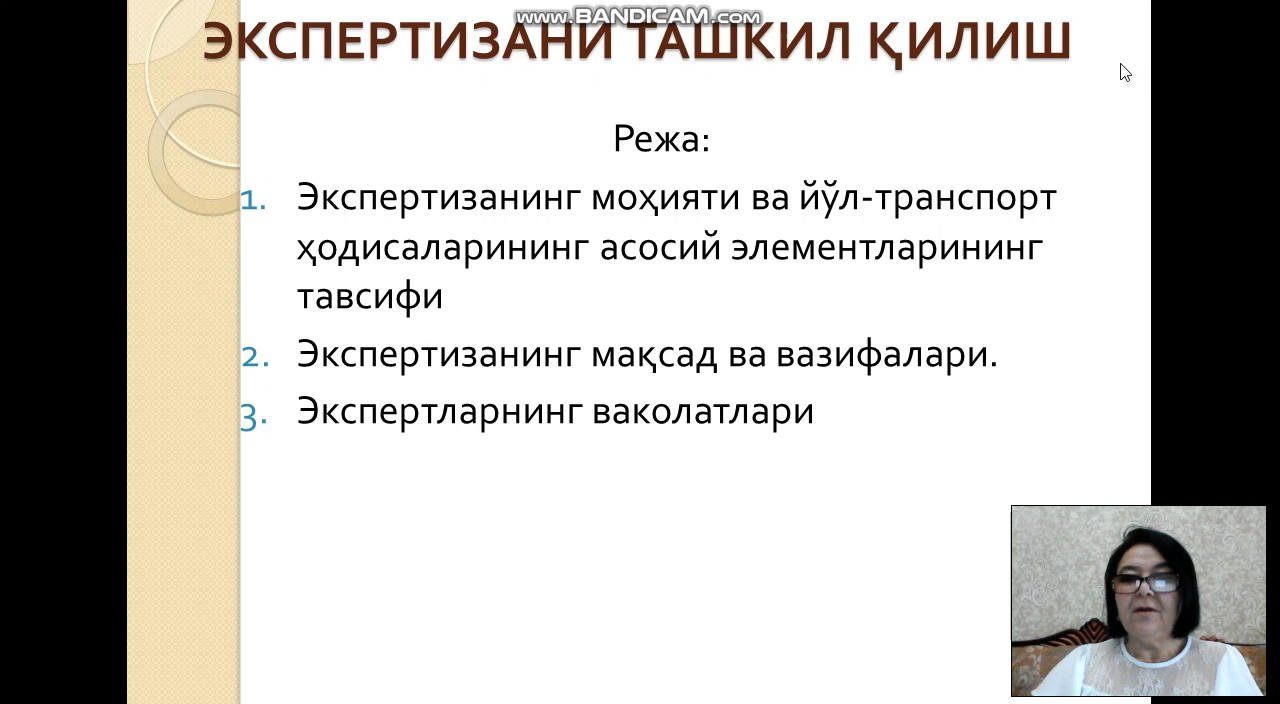 www.BANDICAM.com
ЭКСПЕРТИЗАНИ ТАШКИЛ ҚИЛИШ
Режа:
1. Экспертизанинг моҳияти ва йўл-транспорт
ҳодисаларининг асосий элементларининг
тавсифи
2. Экспертизанинг мақсад ва вазифалари.
3. Экспертларнинг ваколатлари